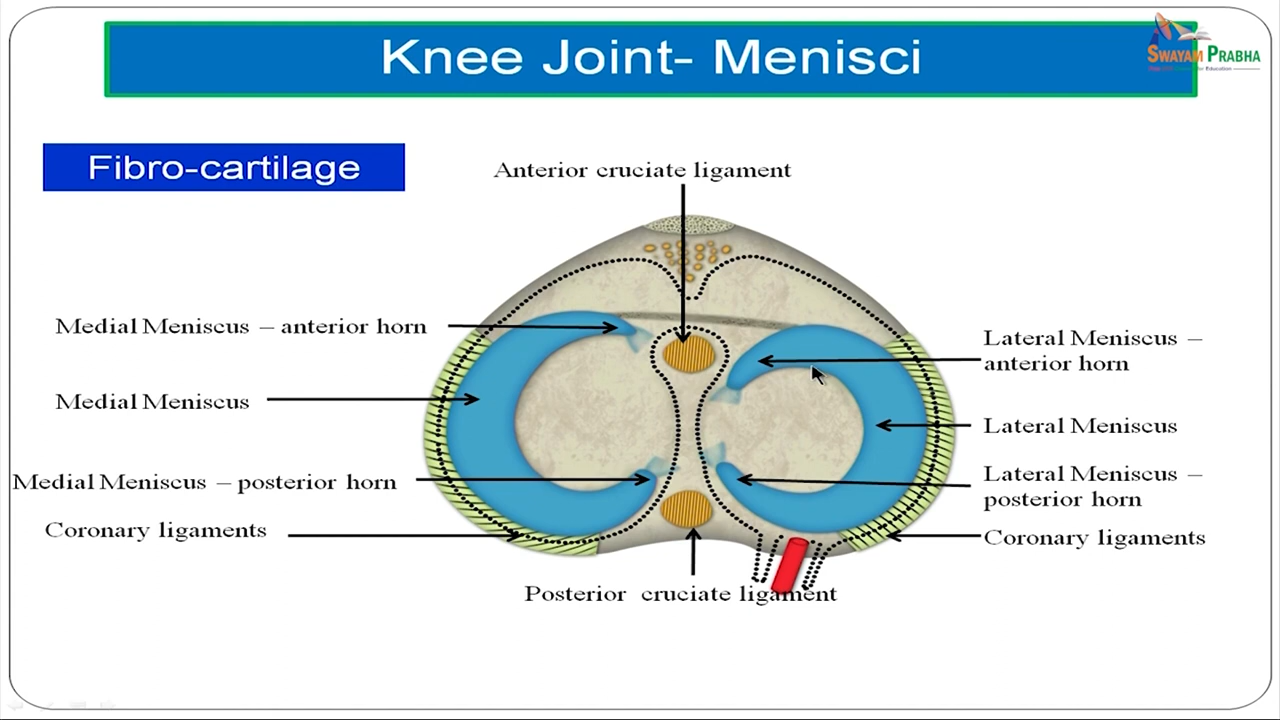 Knee Joint- Menisci
SWAYAM PRABHA
Fibro-cartilage
Anterior cruciate ligament
Medial Meniscus – anterior horn
Lateral Meniscus –
anterior horn
Medial Meniscus
Lateral Meniscus
Medial Meniscus – posterior horn
Lateral Meniscus –
posterior horn
Coronary ligaments
Coronary ligaments
Posterior cruciate ligament